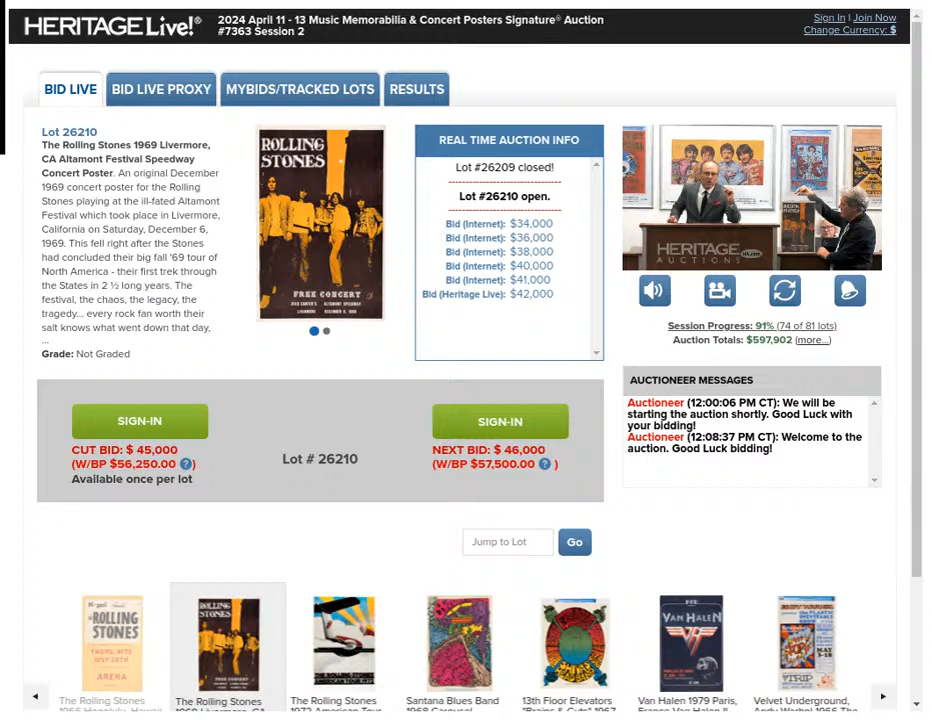 HERITAGE Live!®
2024 April 11 - 13 Music Memorabilia & Concert Posters Signature® Auction
#7363 Session 2
Sign In | Join Now
Change Currency: $
BID LIVE
BID LIVE PROXY
MYBIDS/TRACKED LOTS
RESULTS
Lot 26210
The Rolling Stones 1969 Livermore,
CA Altamont Festival Speedway
Concert Poster. An original December
1969 concert poster for the Rolling
Stones playing at the ill-fated Altamont
Festival which took place in Livermore,
California on Saturday, December 6,
1969. This fell right after the Stones
had concluded their big fall '69 tour of
North America - their first trek through
the States in 2 ½ long years. The
festival, the chaos, the legacy, the
tragedy... every rock fan worth their
salt knows what went down that day,
...
Grade: Not Graded
ROLLING
STONES
FREE CONCERT
REAL TIME AUCTION INFO
Lot #26209 closed!
Lot #26210 open.
Bid (Internet): $34,000
Bid (Internet): $36,000
Bid (Internet): $38,000
Bid (Internet): $40,000
Bid (Internet): $41,000
Bid (Heritage Live): $42,000
HERITAGE
AUCTIONS
Session Progress: 91% (74 of 81 lots)
Auction Totals: $597,902 (more...)
AUCTIONEER MESSAGES
Auctioneer (12:00:06 PM CT): We will be
starting the auction shortly. Good Luck with
your bidding!
Auctioneer (12:08:37 PM CT): Welcome to the
auction. Good Luck bidding!
SIGN-IN
CUT BID: $ 45,000
(W/BP $56,250.00 ? )
Available once per lot
Lot # 26210
SIGN-IN
NEXT BID: $ 46,000
(W/BP $57,500.00 ? )
Jump to Lot
Go
ROLLING
STONES
ARENA
ROLLING
STONES
VAN HALEN
The Rolling Stones
The Rolling Stones
The Rolling Stones
Santana Blues Band
13th Floor Elevators
Van Halen 1979 Paris,
Velvet Underground,